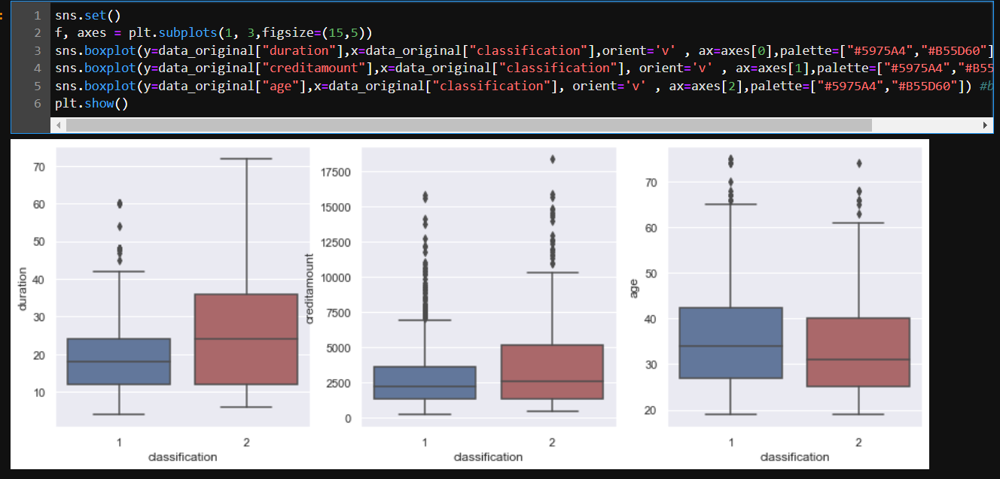 :
1 sns.set()
2 f, axes = plt.subplots(1, 3,figsize=(15,5))
3 sns.boxplot(y=data_original["duration"],x=data_original["classification"],orient='v' , ax=axes[0],palette=["#5975A4","#B55D60"]
4 sns.boxplot(y=data_original["creditamount"],x=data_original["classification"], orient='v' , ax=axes[1],palette=["#5975A4","#B55
5 sns.boxplot(y=data_original["age"],x=data_original["classification"], orient='v' , ax=axes[2],palette=["#5975A4","#B55D60"]) #b
6 plt.show()
duration
70
60
50
40
30
20
10
1 2
classification
creditamount
17500
15000
12500
10000
7500
5000
2500
0
1 2
classification
age
70
60
50
40
30
20
1 2
classification